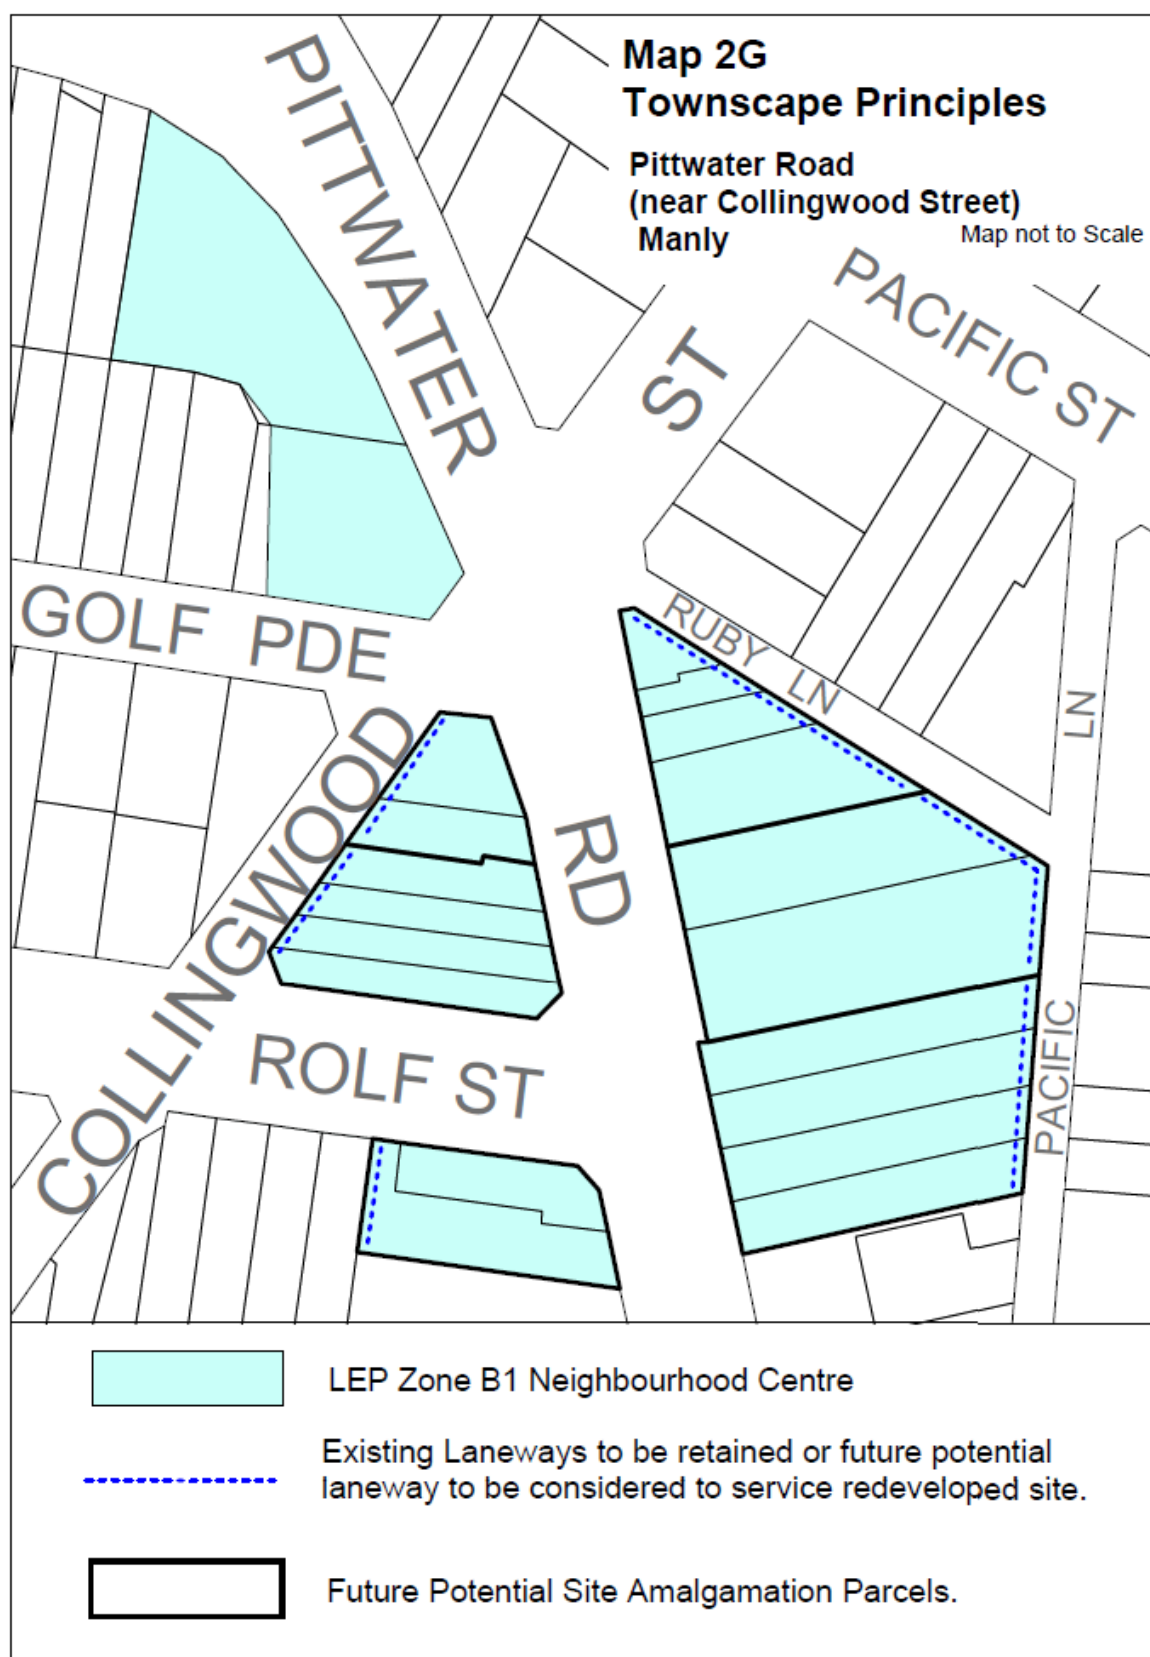 Map 2G
Townscape Principles
Pittwater Road
(near Collingwood Street)
Manly
Map not to Scale
PITTWATER
PACIFIC ST
ST
GOLF PDE
RUBY LN
LN
COLLINGWOOD
RD
PACIFIC
ROLF ST
LEP Zone B1 Neighbourhood Centre
Existing Laneways to be retained or future potential
laneway to be considered to service redeveloped site.
Future Potential Site Amalgamation Parcels.